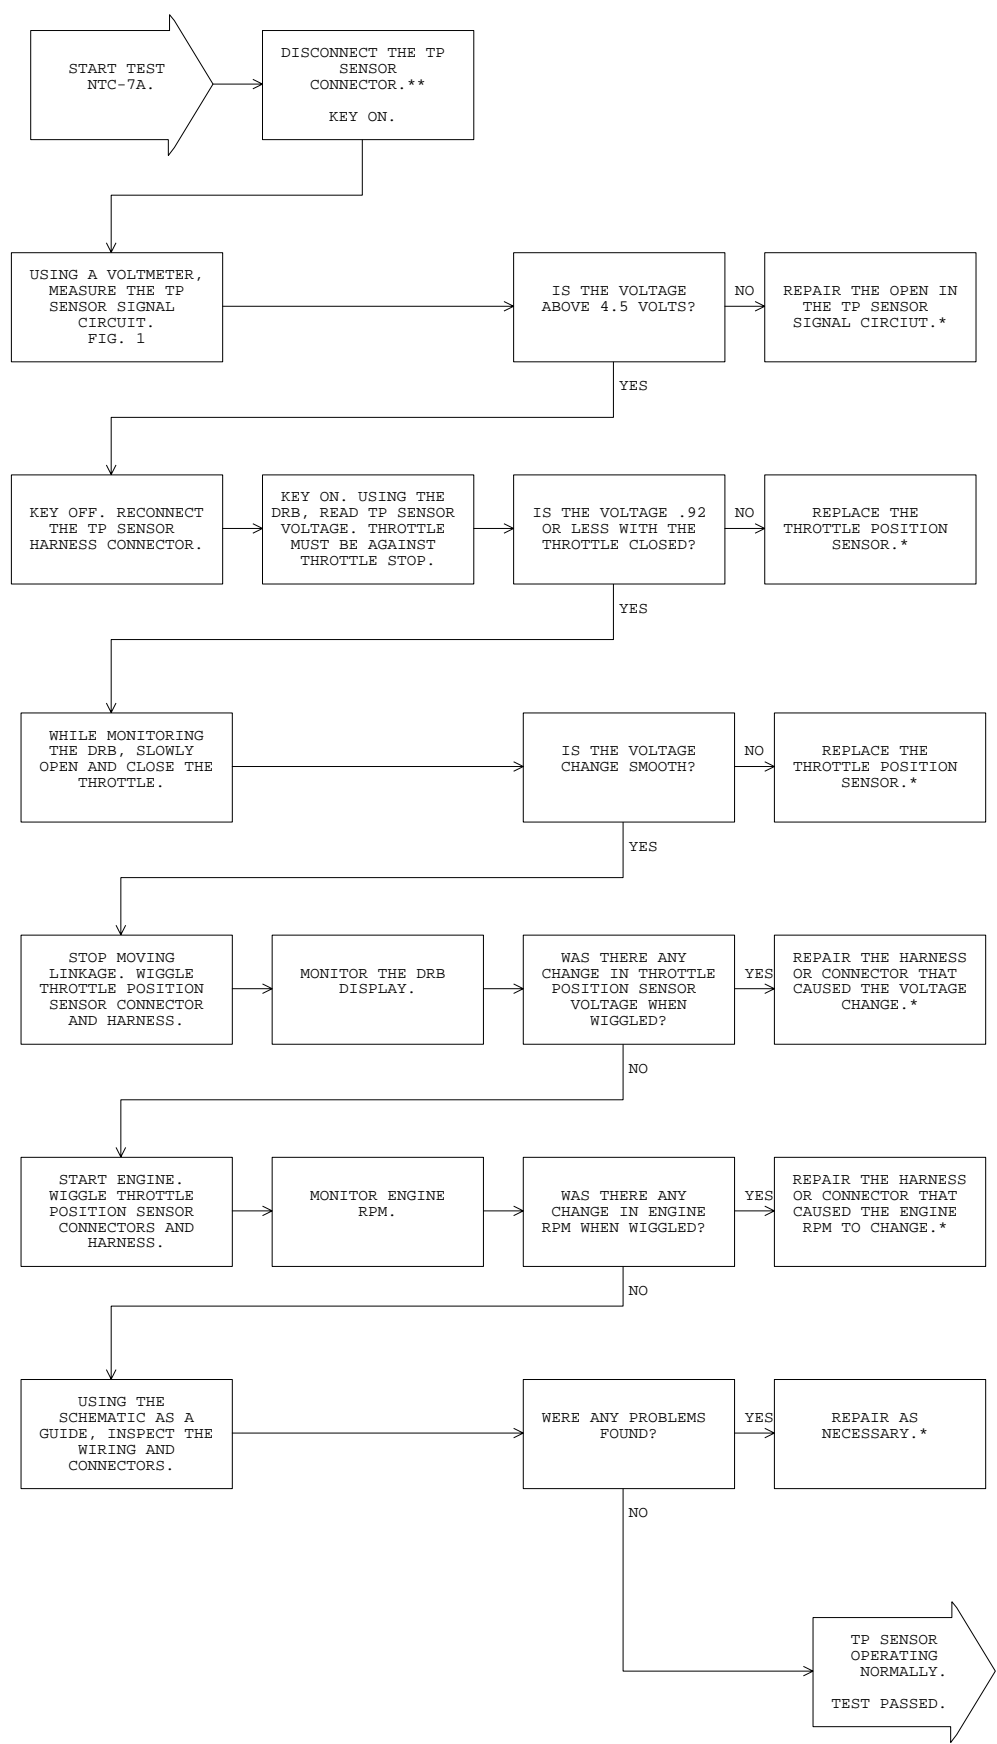 START TEST
NTC-7A.
DISCONNECT THE TP
SENSOR
CONNECTOR.**
KEY ON.
USING A VOLTMETER,
MEASURE THE TP
SENSOR SIGNAL
CIRCUIT.
FIG. 1
IS THE VOLTAGE
ABOVE 4.5 VOLTS?
NO
REPAIR THE OPEN IN
THE TP SENSOR
SIGNAL CIRCIUT.*
YES
KEY OFF. RECONNECT
THE TP SENSOR
HARNESS CONNECTOR.
KEY ON. USING THE
DRB, READ TP SENSOR
VOLTAGE. THROTTLE
MUST BE AGAINST
THROTTLE STOP.
IS THE VOLTAGE .92
OR LESS WITH THE
THROTTLE CLOSED?
NO
REPLACE THE
THROTTLE POSITION
SENSOR.*
YES
WHILE MONITORING
THE DRB, SLOWLY
OPEN AND CLOSE THE
THROTTLE.
IS THE VOLTAGE
CHANGE SMOOTH?
NO
REPLACE THE
THROTTLE POSITION
SENSOR.*
YES
STOP MOVING
LINKAGE. WIGGLE
THROTTLE POSITION
SENSOR CONNECTOR
AND HARNESS.
MONITOR THE DRB
DISPLAY.
WAS THERE ANY
CHANGE IN THROTTLE
POSITION SENSOR
VOLTAGE WHEN
WIGGLED?
YES
REPAIR THE HARNESS
OR CONNECTOR THAT
CAUSED THE VOLTAGE
CHANGE.*
NO
START ENGINE.
WIGGLE THROTTLE
POSITION SENSOR
CONNECTORS AND
HARNESS.
MONITOR ENGINE
RPM.
WAS THERE ANY
CHANGE IN ENGINE
RPM WHEN WIGGLED?
YES
REPAIR THE HARNESS
OR CONNECTOR THAT
CAUSED THE ENGINE
RPM TO CHANGE.*
NO
USING THE
SCHEMATIC AS A
GUIDE, INSPECT THE
WIRING AND
CONNECTORS.
WERE ANY PROBLEMS
FOUND?
YES
REPAIR AS
NECESSARY.*
NO
TP SENSOR
OPERATING
NORMALLY.
TEST PASSED.